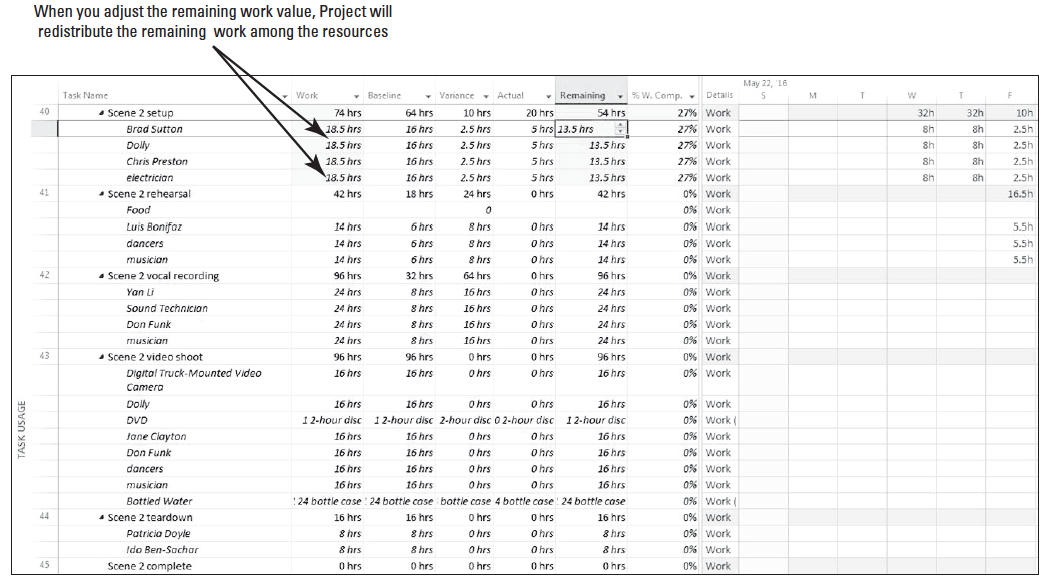 When you adjust the remaining work value, Project will
redistribute the remaining work among the resources
May 22, '16
Task Name Work Baseline Variance Actual Remaining % W. Comp. Details S M T W T F
40 Scene 2 setup 74 hrs 64 hrs 10 hrs 20 hrs 54 hrs 27% Work 32h 32h 10h
Brad Sutton 18.5 hrs 16 hrs 2.5 hrs 5 hrs 13.5 hrs 27% Work 8h 8h 2.5h
Dolly 18.5 hrs 16 hrs 2.5 hrs 5 hrs 13.5 hrs 27% Work 8h 8h 2.5h
Chris Preston 18.5 hrs 16 hrs 2.5 hrs 5 hrs 13.5 hrs 27% Work 8h 8h 2.5h
electrician 18.5 hrs 16 hrs 2.5 hrs 5 hrs 13.5 hrs 27% Work 8h 8h 2.5h
41 Scene 2 rehearsal 42 hrs 18 hrs 24 hrs 0 hrs 42 hrs 0% Work 16.5h
Food 0 0% Work
Luis Bonifaz 14 hrs 6 hrs 8 hrs 0 hrs 14 hrs 0% Work 5.5h
dancers 14 hrs 6 hrs 8 hrs 0 hrs 14 hrs 0% Work 5.5h
musician 14 hrs 6 hrs 8 hrs 0 hrs 14 hrs 0% Work 5.5h
42 Scene 2 vocal recording 96 hrs 32 hrs 64 hrs 0 hrs 96 hrs 0% Work
Yan Li 24 hrs 8 hrs 16 hrs 0 hrs 24 hrs 0% Work
Sound Technician 24 hrs 8 hrs 16 hrs 0 hrs 24 hrs 0% Work
Don Funk 24 hrs 8 hrs 16 hrs 0 hrs 24 hrs 0% Work
musician 24 hrs 8 hrs 16 hrs 0 hrs 24 hrs 0% Work
43 Scene 2 video shoot 96 hrs 96 hrs 0 hrs 0 hrs 96 hrs 0% Work
Digital Truck-Mounted Video 16 hrs 16 hrs 0 hrs 0 hrs 16 hrs 0% Work
Camera
Dolly 16 hrs 16 hrs 0 hrs 0 hrs 16 hrs 0% Work
DVD 1 2-hour disc 1 2-hour disc 2-hour disc 0 2-hour disc 1 2-hour disc 0% Work (
Jane Clayton 16 hrs 16 hrs 0 hrs 0 hrs 16 hrs 0% Work
Don Funk 16 hrs 16 hrs 0 hrs 0 hrs 16 hrs 0% Work
dancers 16 hrs 16 hrs 0 hrs 0 hrs 16 hrs 0% Work
musician 16 hrs 16 hrs 0 hrs 0 hrs 16 hrs 0% Work
Bottled Water 24 bottle case 24 bottle case bottle case 4 bottle case 24 bottle case 0% Work (
44 Scene 2 teardown 16 hrs 16 hrs 0 hrs 0 hrs 16 hrs 0% Work
Patricia Doyle 8 hrs 8 hrs 0 hrs 0 hrs 8 hrs 0% Work
Ido Ben-Sachar 8 hrs 8 hrs 0 hrs 0 hrs 8 hrs 0% Work
45 Scene 2 complete 0 hrs 0 hrs 0 hrs 0 hrs 0 hrs 0% Work
TASK USAGE